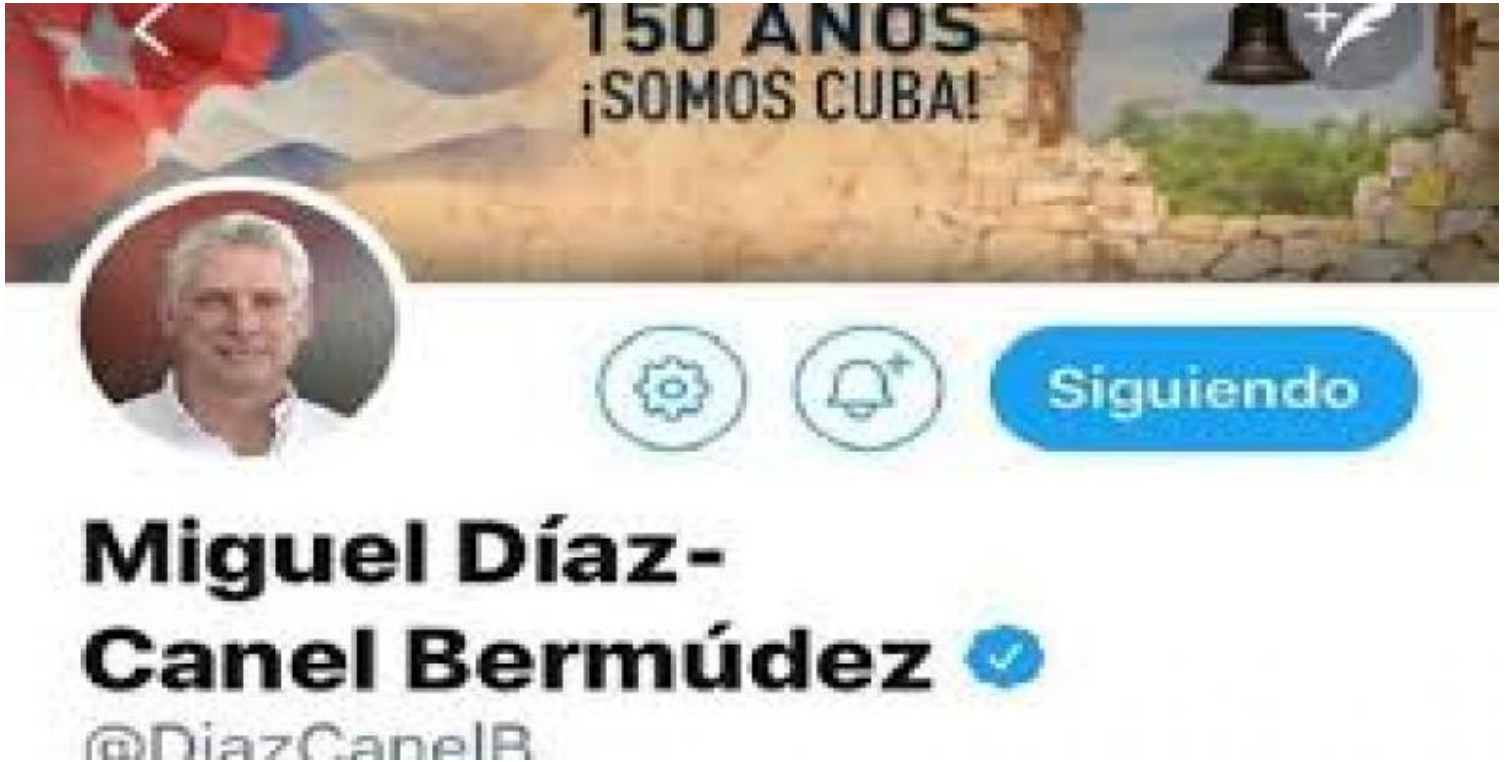 150 AÑOS
¡SOMOS CUBA!
Siguiendo
Miguel Díaz-
Canel Bermúdez
@DiazCanelB